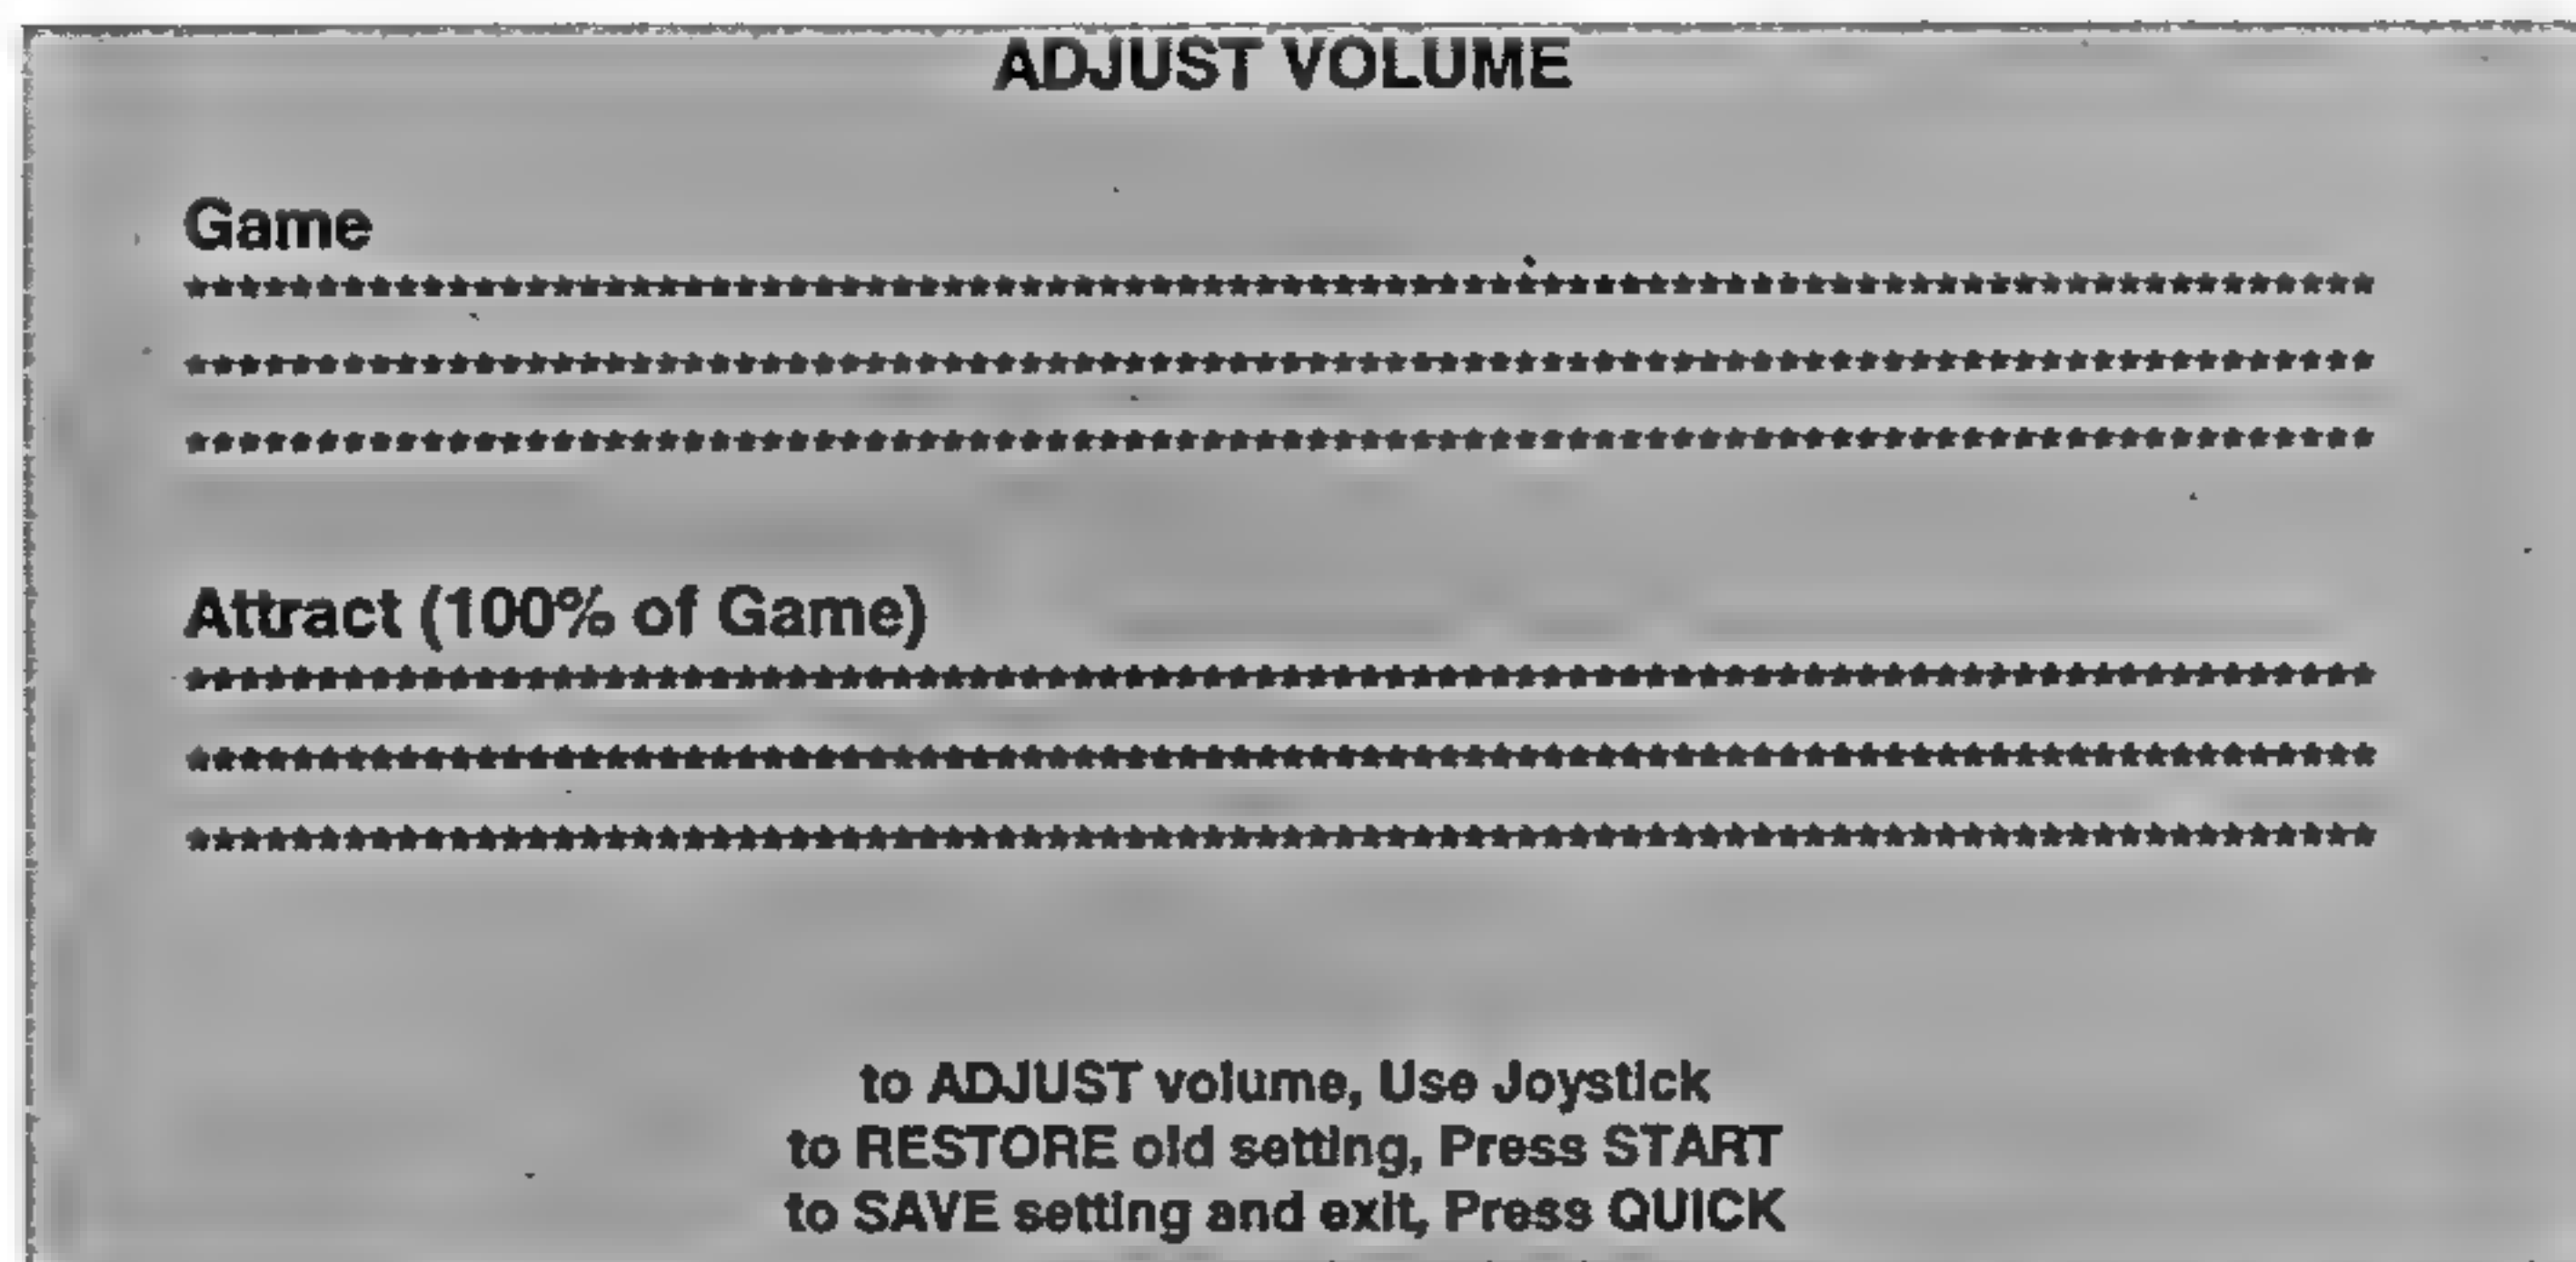 ADJUST VOLUME
Game
************************************************************************************
************************************************************************************
************************************************************************************
Attract (100% of Game)
************************************************************************************
************************************************************************************
************************************************************************************
to ADJUST volume, Use Joystick
to RESTORE old setting, Press START
to SAVE setting and exit, Press QUICK